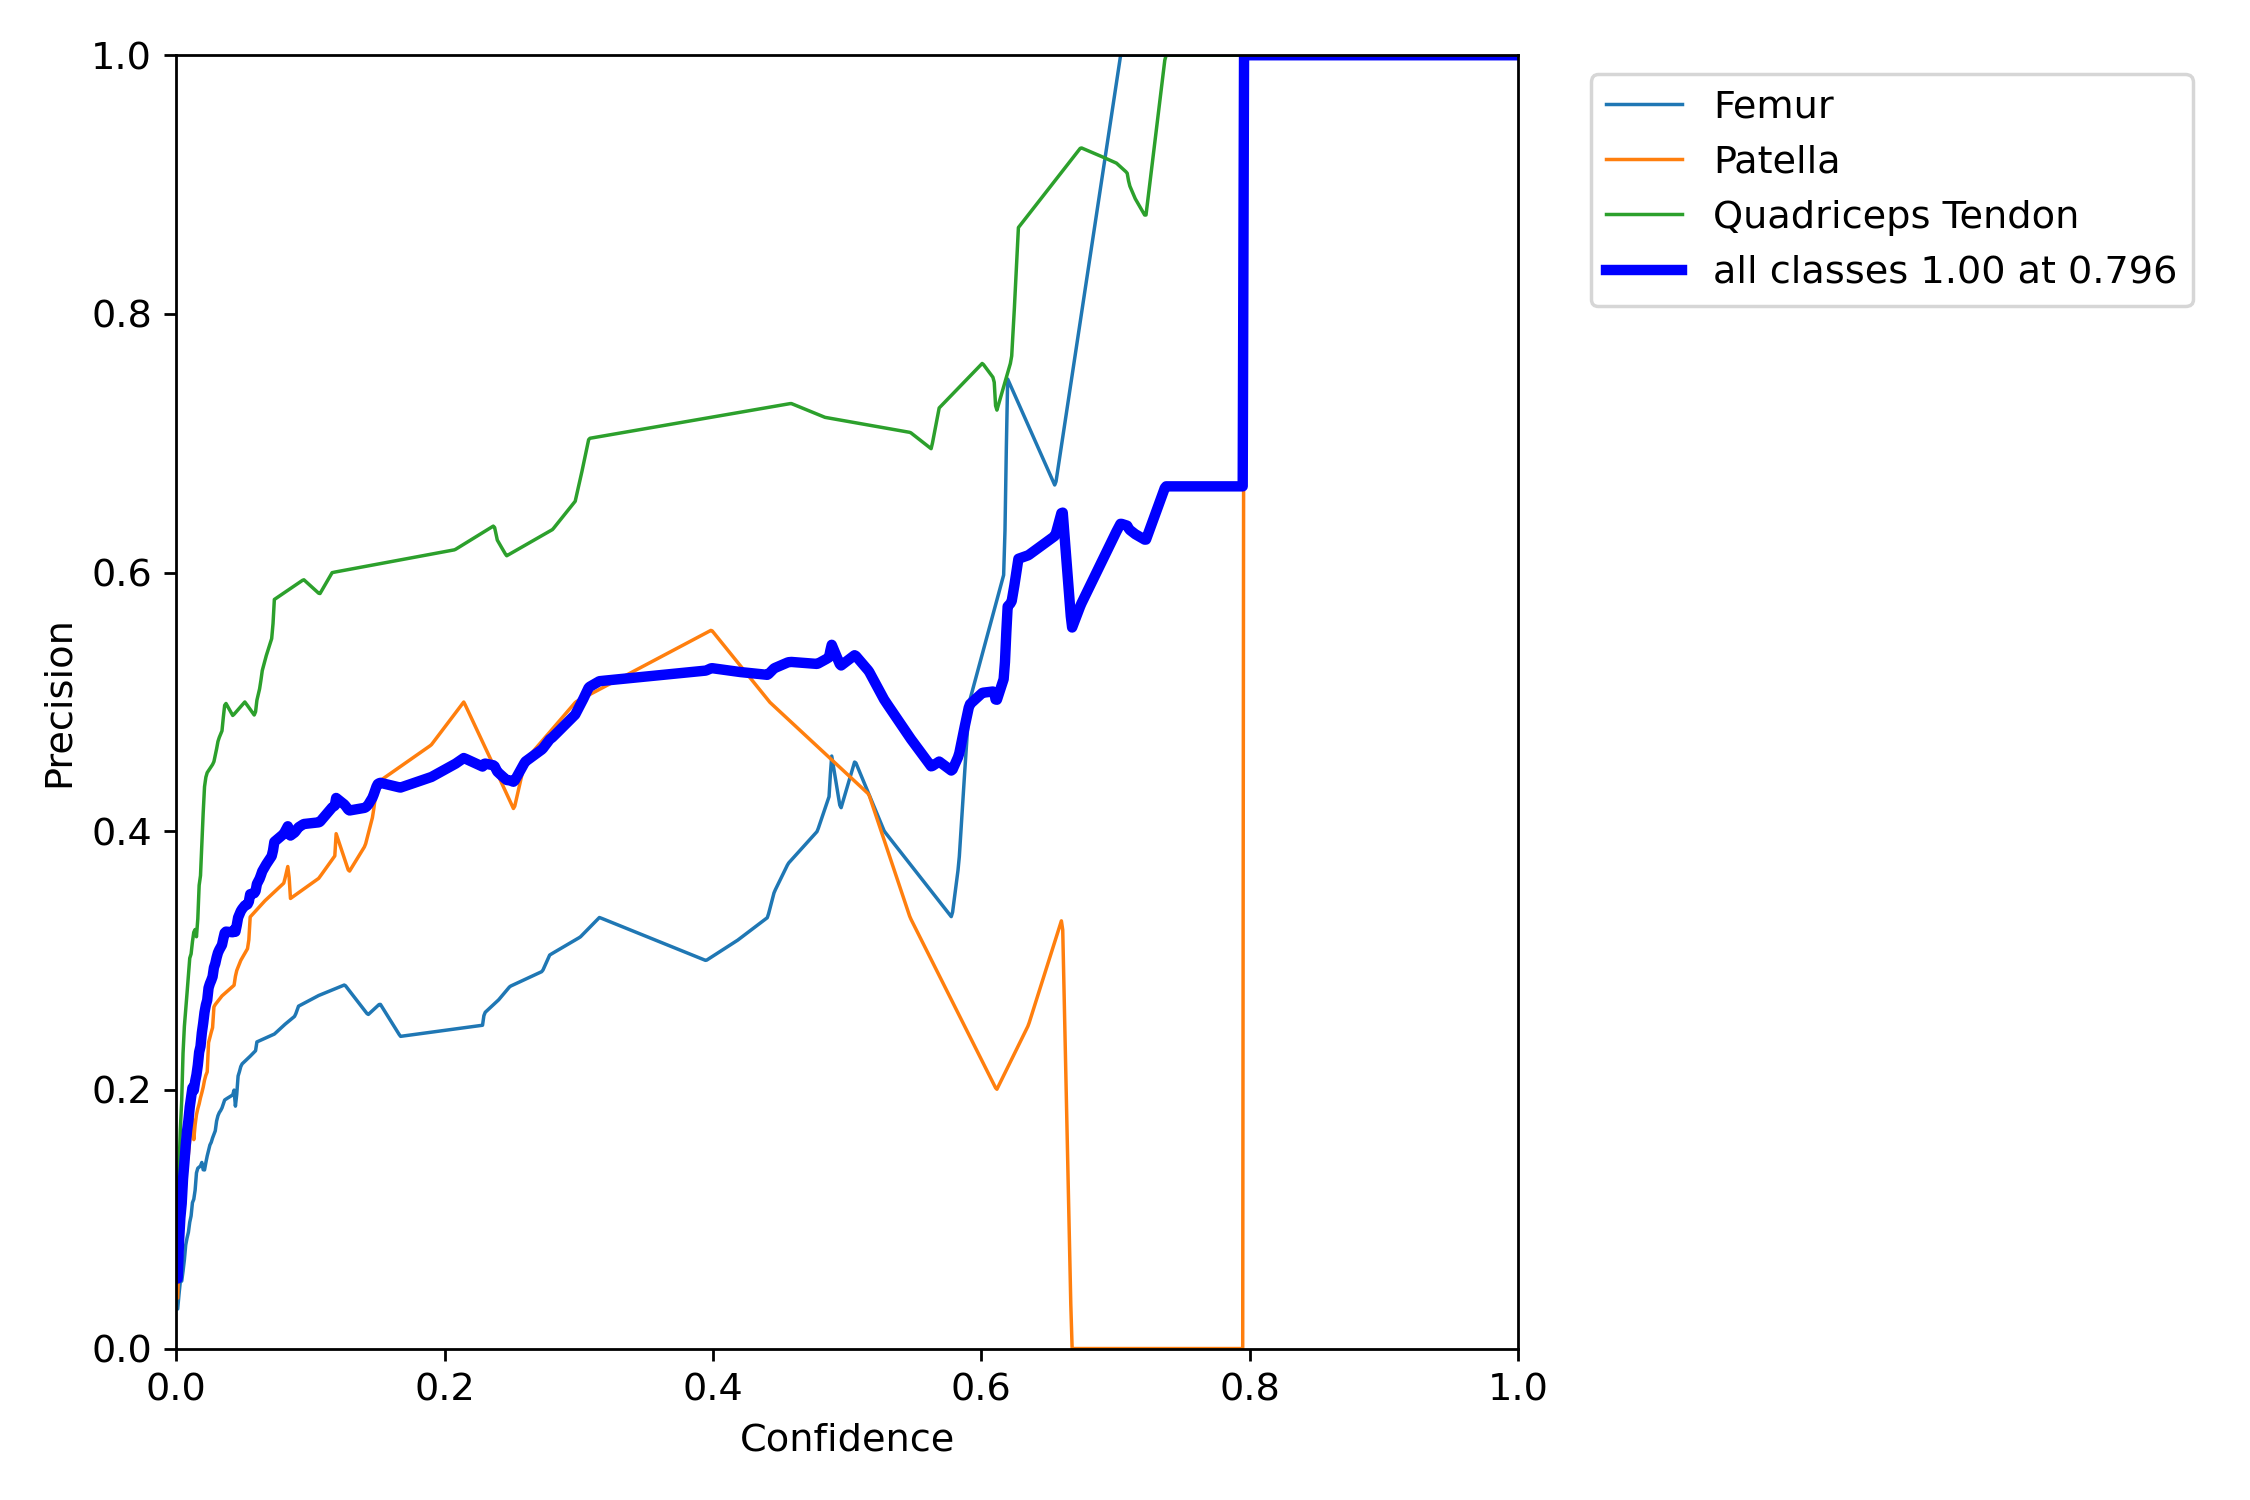 1.0
0.8
0.6
0.4
0.2
0.0
Precision
0.0 0.2 0.4 0.6 0.8 1.0
Confidence
Femur
Patella
Quadriceps Tendon
all classes 1.00 at 0.796